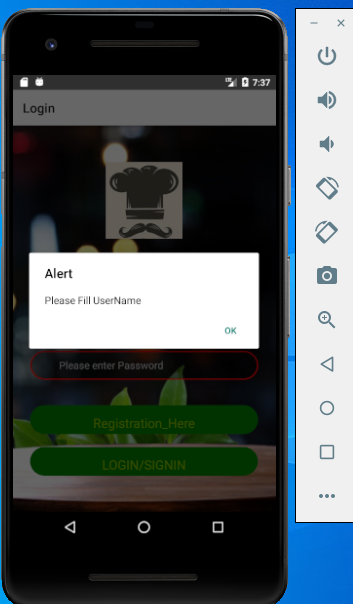 7:37
Login
Alert
Please Fill UserName
OK
Please enter Password
Registration_Here
LOGIN/SIGNIN